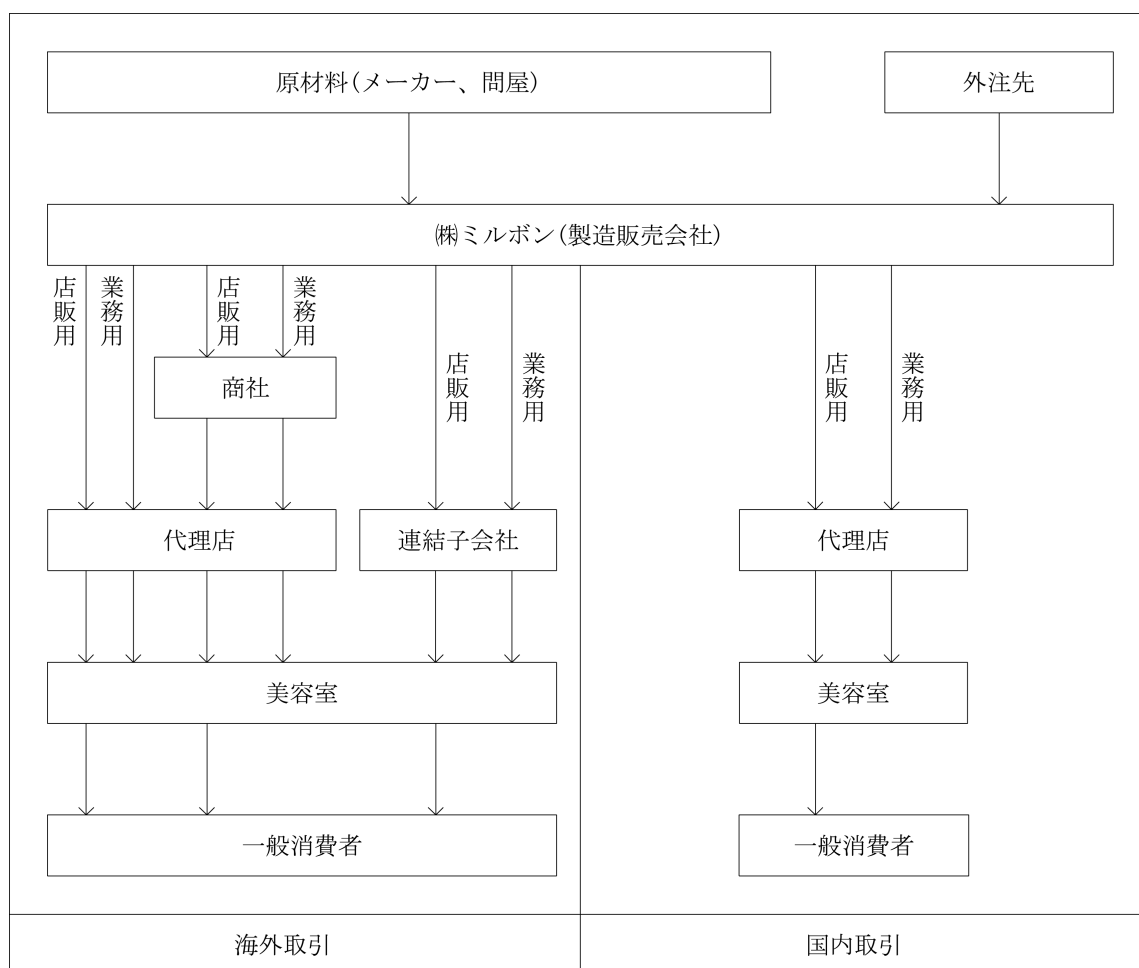 原材料(メーカー、問屋)
外注先
㈱ミルボン(製造販売会社)
店販用
業務用
店販用
業務用
店販用
業務用
店販用
業務用
商社
代理店
連結子会社
代理店
美容室
美容室
一般消費者
一般消費者
海外取引
国内取引